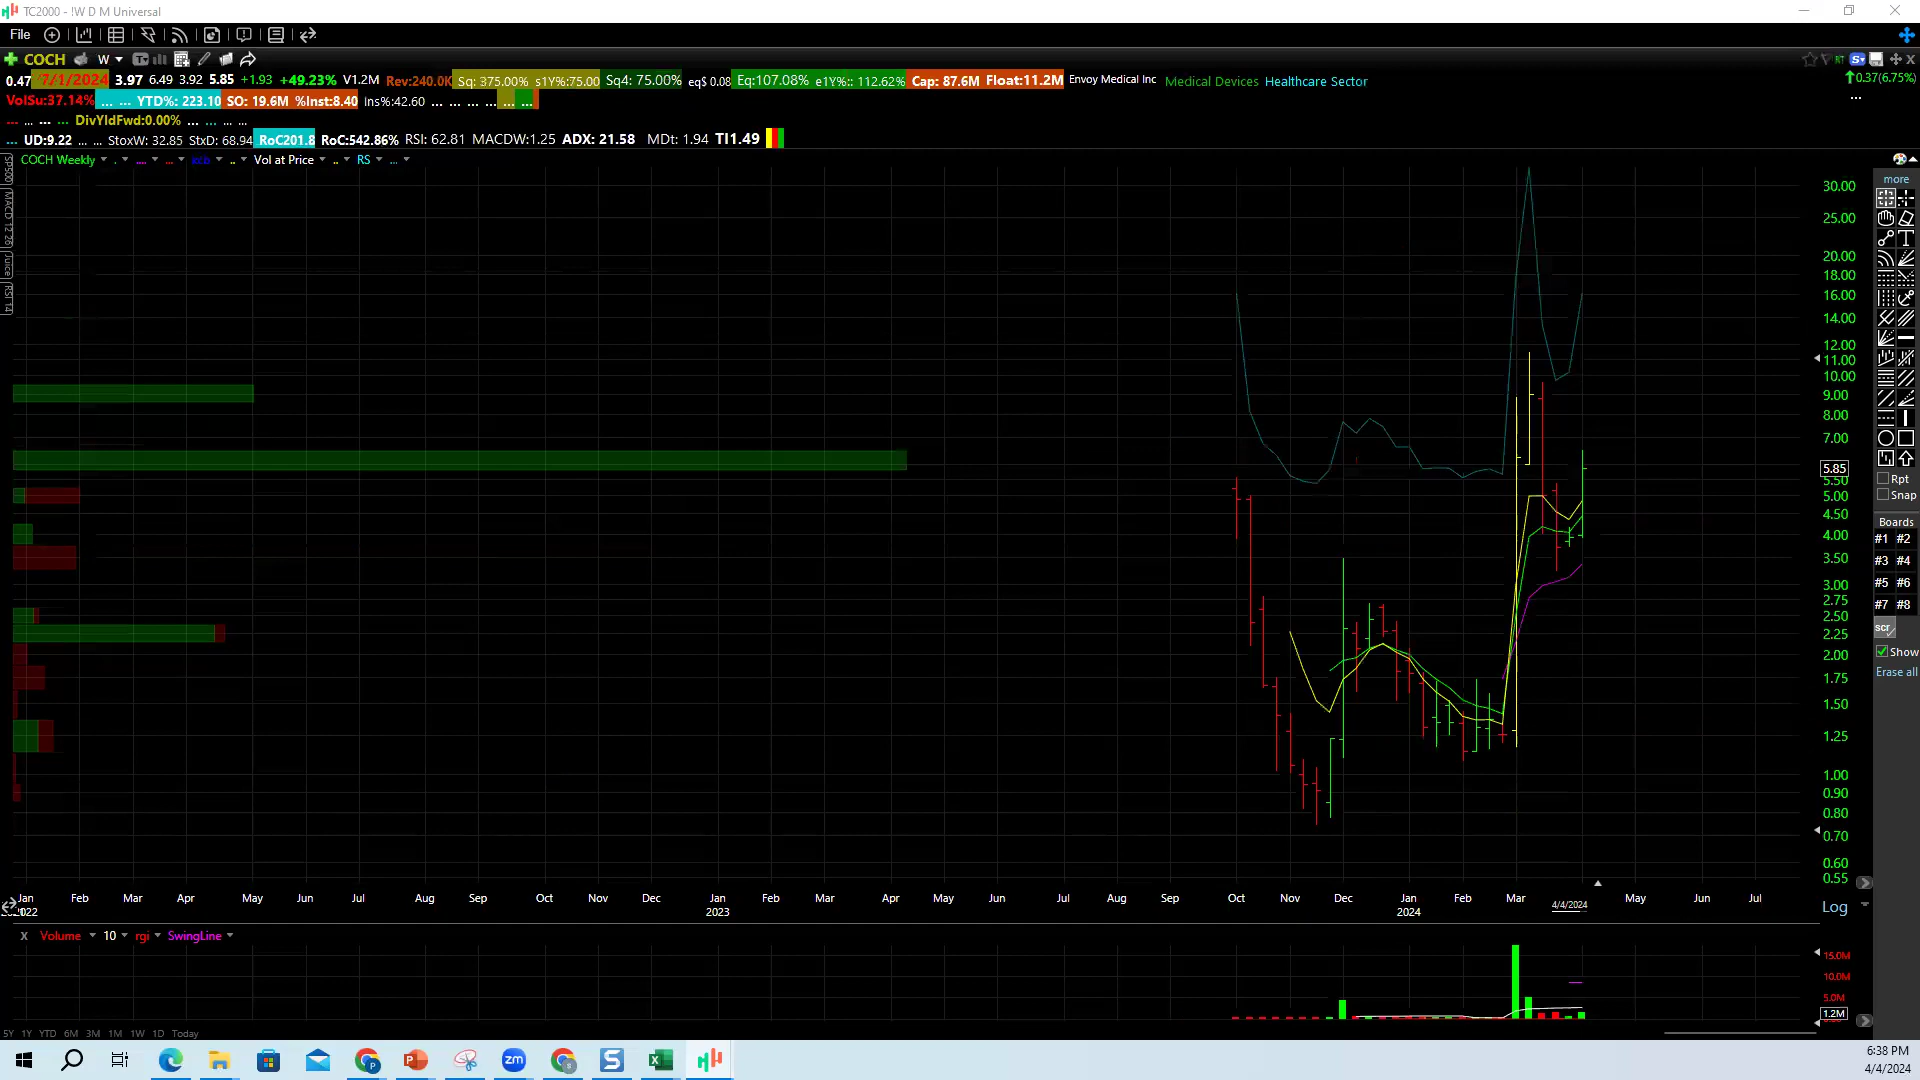 TC2000 - !W D M Universal
File
COCH W
0.47 7/1/2024 3.97 6.49 3.92 5.85 +1.93 +49.23% V1.2M Rev:240.0K Sq: 375.00% s1Y%:75.00 Sq4: 75.00% eq$ 0.08 Eq:107.08% e1Y%:: 112.62% Cap: 87.6M Float:11.2M Envoy Medical Inc Medical Devices Healthcare Sector 0.37(6.75%)
VolSu:37.14% ... ... YTD%: 223.10 SO: 19.6M %Inst:8.40 Ins%:42.60 ... ... ... ... ... ... ...
... ... ... ... DivYldFwd:0.00% ... ... ... ...
... UD:9.22 ... ... StoxW: 32.85 StxD: 68.94 RoC201.8 RoC:542.86% RSI: 62.81 MACDW:1.25 ADX: 21.58 MDt: 1.94 TI1.49
COCH Weekly Vol at Price .. RS ...
SP500
MACD 12 26
Juice
RSI 14
30.00
25.00
20.00
18.00
16.00
14.00
12.00
11.00
10.00
9.00
8.00
7.00
5.85
5.50
5.00
4.50
4.00
3.50
3.00
2.75
2.50
2.25
2.00
1.75
1.50
1.25
1.00
0.90
0.80
0.70
0.60
0.55
more
Rpt
Snap
Boards
#1 #2
#3 #4
#5 #6
#7 #8
scr
Show
Erase all
Jan Feb Mar Apr May Jun Jul Aug Sep Oct Nov Dec Jan Feb Mar Apr May Jun Jul Aug Sep Oct Nov Dec Jan Feb Mar 4/4/2024 May Jun Jul
2023 2024 Log
X Volume 10 rgi SwingLine
15.0M
10.0M
5.0M
1.2M
5Y 1Y YTD 6M 3M 1M 1W 1D Today
6:38 PM
4/4/2024